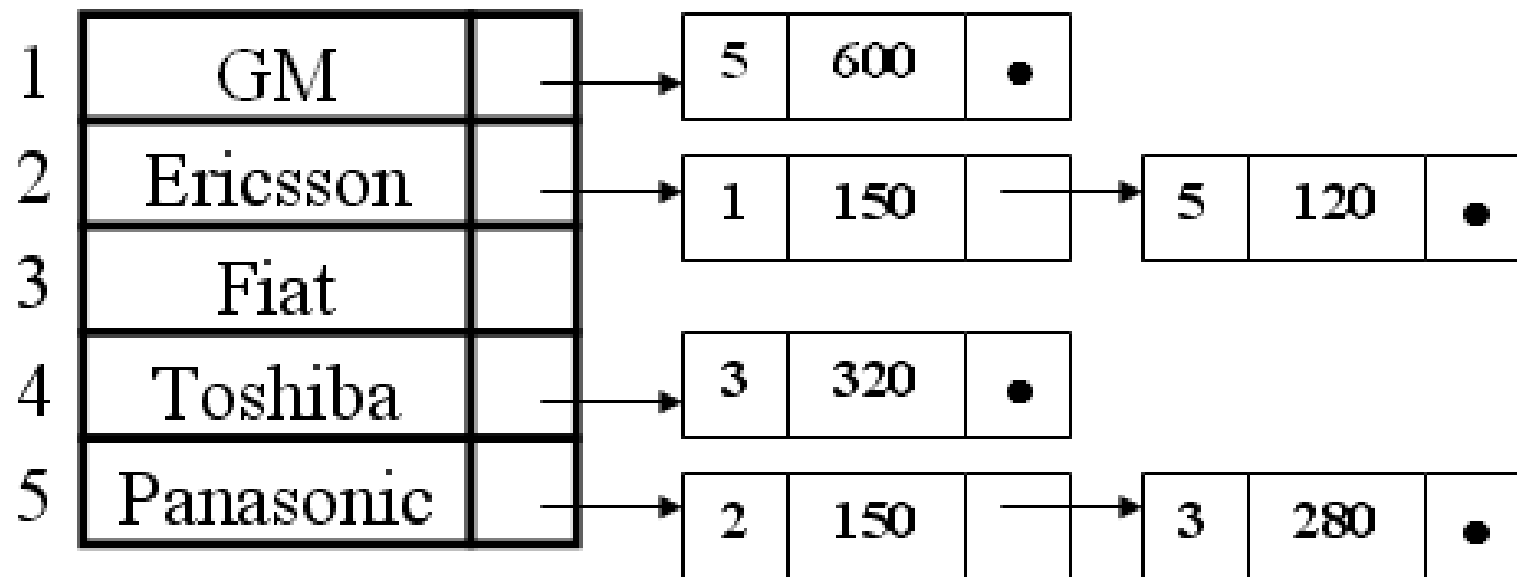 1 GM 5 600 •
2 Ericsson 1 150 5 120 •
3 Fiat
4 Toshiba 3 320 •
5 Panasonic 2 150 3 280 •